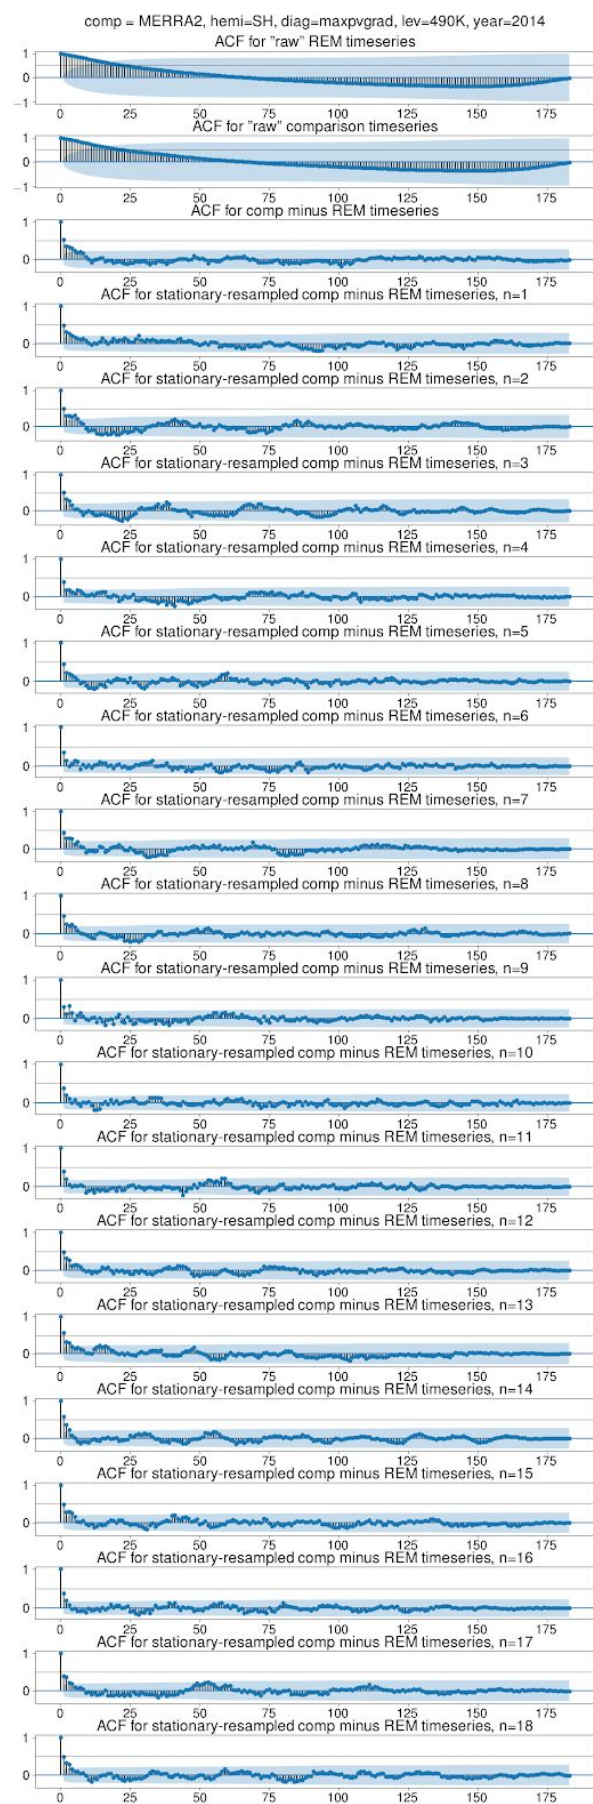 comp = MERRA2, hemi=SH, diag=maxpvgrad, lev=490K, year=2014
ACF for "raw" REM timeseries
1
0
−1
0 25 50 75 100 125 150 175
ACF for "raw" comparison timeseries
1
0
−1
0 25 50 75 100 125 150 175
ACF for comp minus REM timeseries
1
0
0 25 50 75 100 125 150 175
ACF for stationary-resampled comp minus REM timeseries, n=1
1
0
0 25 50 75 100 125 150 175
ACF for stationary-resampled comp minus REM timeseries, n=2
1
0
0 25 50 75 100 125 150 175
ACF for stationary-resampled comp minus REM timeseries, n=3
1
0
0 25 50 75 100 125 150 175
ACF for stationary-resampled comp minus REM timeseries, n=4
1
0
0 25 50 75 100 125 150 175
ACF for stationary-resampled comp minus REM timeseries, n=5
1
0
0 25 50 75 100 125 150 175
ACF for stationary-resampled comp minus REM timeseries, n=6
1
0
0 25 50 75 100 125 150 175
ACF for stationary-resampled comp minus REM timeseries, n=7
1
0
0 25 50 75 100 125 150 175
ACF for stationary-resampled comp minus REM timeseries, n=8
1
0
0 25 50 75 100 125 150 175
ACF for stationary-resampled comp minus REM timeseries, n=9
1
0
0 25 50 75 100 125 150 175
ACF for stationary-resampled comp minus REM timeseries, n=10
1
0
0 25 50 75 100 125 150 175
ACF for stationary-resampled comp minus REM timeseries, n=11
1
0
0 25 50 75 100 125 150 175
ACF for stationary-resampled comp minus REM timeseries, n=12
1
0
0 25 50 75 100 125 150 175
ACF for stationary-resampled comp minus REM timeseries, n=13
1
0
0 25 50 75 100 125 150 175
ACF for stationary-resampled comp minus REM timeseries, n=14
1
0
0 25 50 75 100 125 150 175
ACF for stationary-resampled comp minus REM timeseries, n=15
1
0
0 25 50 75 100 125 150 175
ACF for stationary-resampled comp minus REM timeseries, n=16
1
0
0 25 50 75 100 125 150 175
ACF for stationary-resampled comp minus REM timeseries, n=17
1
0
0 25 50 75 100 125 150 175
ACF for stationary-resampled comp minus REM timeseries, n=18
1
0
0 25 50 75 100 125 150 175